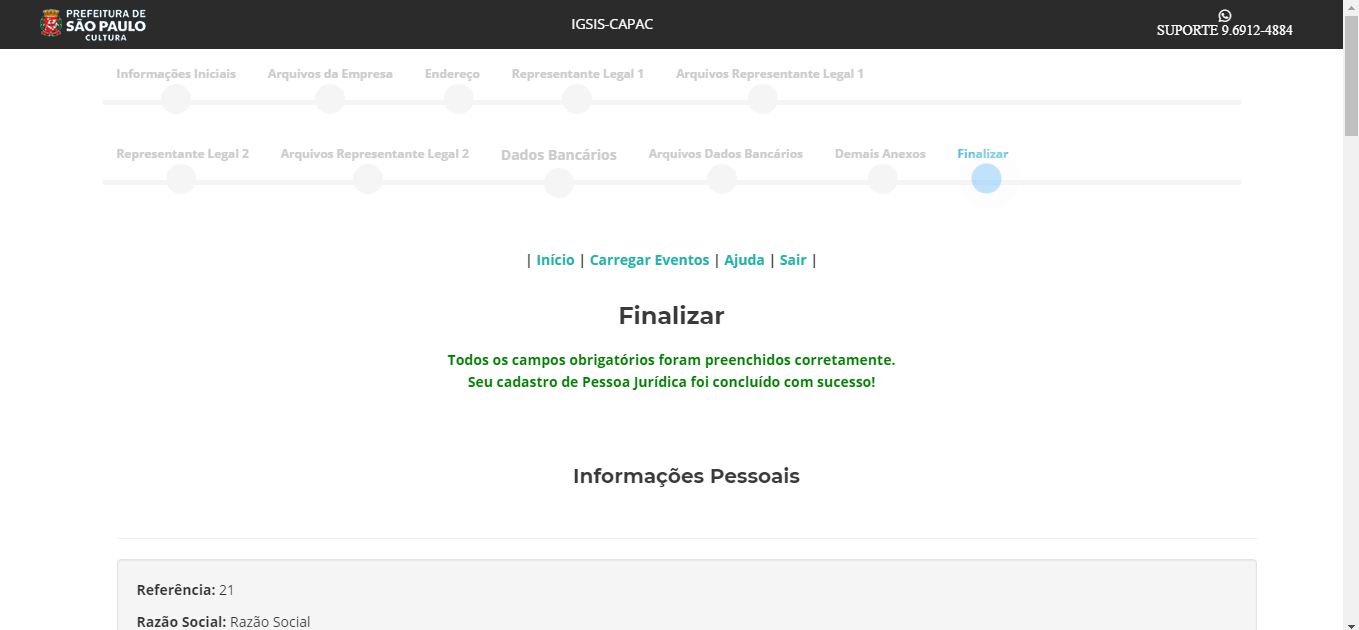 PREFEITURA DE
SÃO PAULO
CULTURA
IGSIS-CAPAC
SUPORTE 9.6912-4884
Informações Iniciais Arquivos da Empresa Endereço Representante Legal 1 Arquivos Representante Legal 1
Representante Legal 2 Arquivos Representante Legal 2 Dados Bancários Arquivos Dados Bancários Demais Anexos Finalizar
| Início | Carregar Eventos | Ajuda | Sair |
Finalizar
Todos os campos obrigatórios foram preenchidos corretamente.
Seu cadastro de Pessoa Jurídica foi concluído com sucesso!
Informações Pessoais
Referência: 21
Razão Social: Razão Social